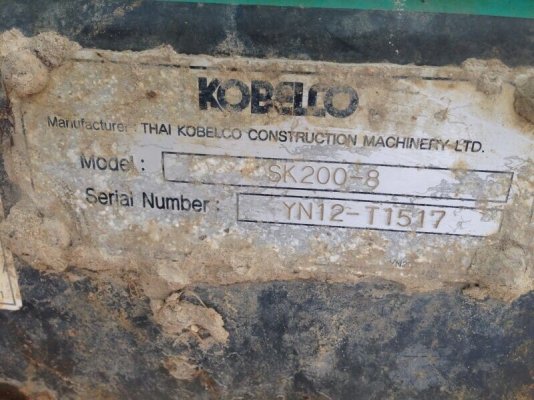 KOBELCO
Manufacturer : THAI KOBELCO CONSTRUCTION MACHINERY LTD.
Model : SK200-8
Serial Number : YN12-T1517